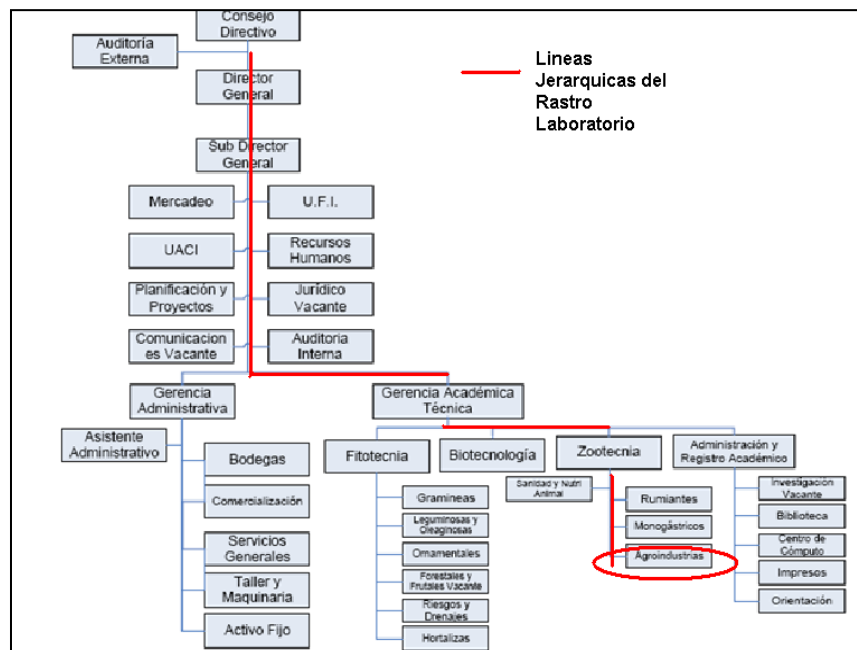 Consejo
Directivo
Auditoría
Externa
Lineas
Jerarquicas del
Rastro
Laboratorio
Director
General
Sub Director
General
Mercadeo
U.F.I.
UACI
Recursos
Humanos
Planificación y
Proyectos
Jurídico
Vacante
Comunicacion
es Vacante
Auditoria
Interna
Gerencia
Administrativa
Gerencia Académica
Técnica
Asistente
Administrativo
Bodegas
Comercialización
Servicios
Generales
Taller y
Maquinaria
Activo Fijo
Fitotecnia
Biotecnología
Zootecnia
Administración y
Registro Académico
Gramineas
Leguminosas y
Oleaginosas
Ornamentales
Forestales y
Frutales Vacante
Riesgos y
Drenajes
Hortalizas
Sanidad y Nutri
Animal
Rumiantes
Monogástricos
Agroindustrias
Investigación
Vacante
Biblioteca
Centro de
Cómputo
Impresos
Orientación